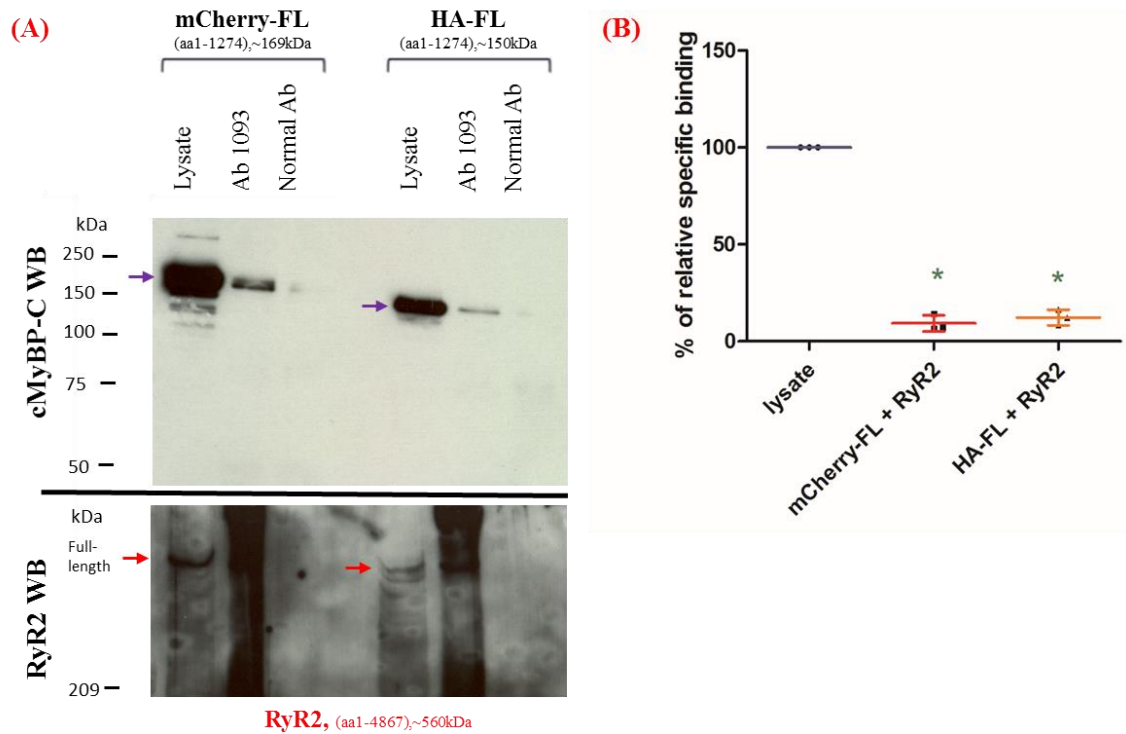 (A)
mCherry-FL
(aa1-1274),~169kDa
HA-FL
(aa1-1274),~150kDa
Lysate
Ab 1093
Normal Ab
Lysate
Ab 1093
Normal Ab
cMyBP-C WB
kDa
250
150
100
75
50
RyR2 WB
kDa
Full-
length
209
RyR2, (aa1-4867),~560kDa
(B)
% of relative specific binding
150
100
50
0
*
*
lysate
mCherry-FL + RyR2
HA-FL + RyR2